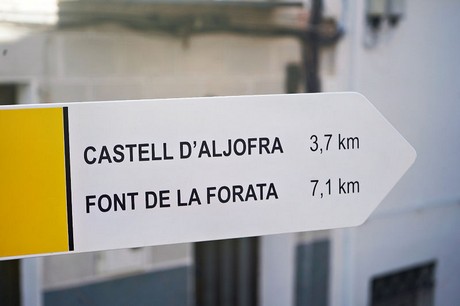 CASTELL D'ALJOFRA 3,7 km
FONT DE LA FORATA 7,1 km